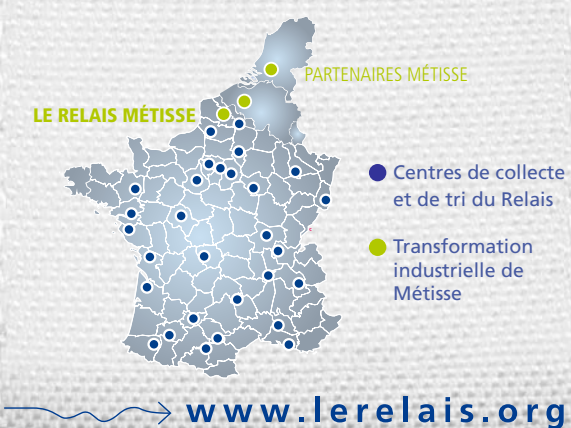 PARTENAIRES MÉTISSE
LE RELAIS MÉTISSE
Centres de collecte
et de tri du Relais
Transformation
industrielle de
Métisse
www.lerelais.org